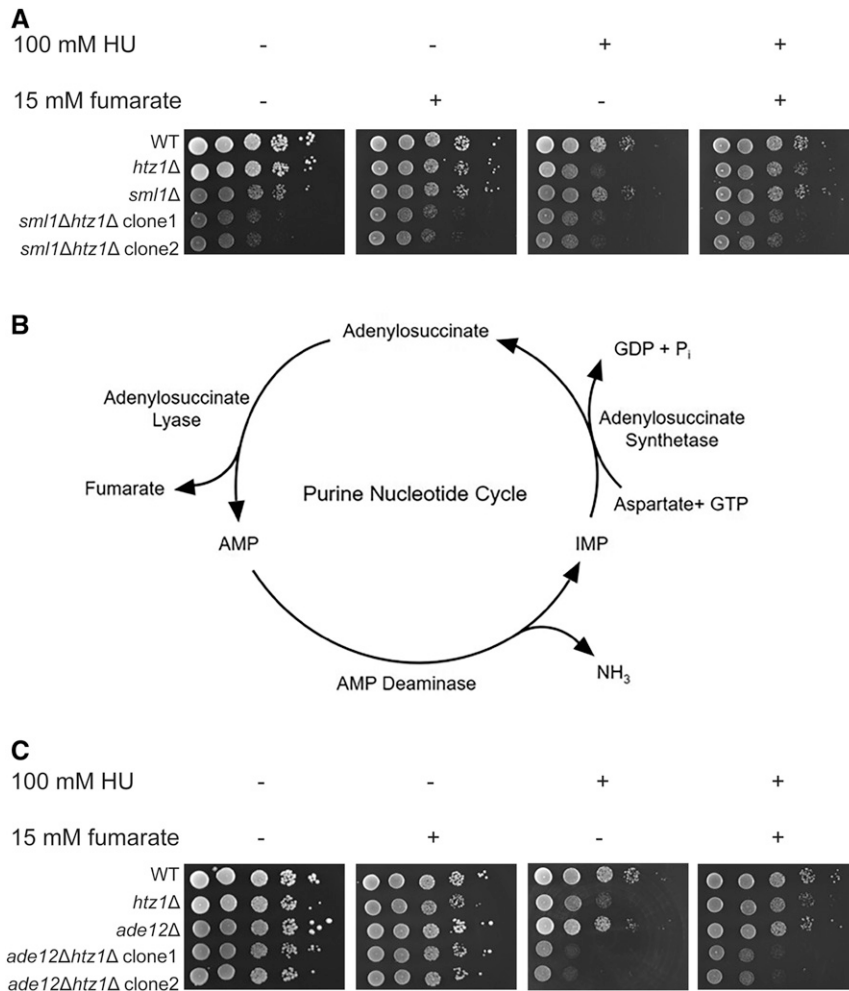 A
100 mM HU - - + +
15 mM fumarate - + - +
WT
htz1Δ
sml1Δ
sml1Δhtz1Δ clone1
sml1Δhtz1Δ clone2
B
Adenylosuccinate
GDP + Pi
Adenylosuccinate
Lyase
Adenylosuccinate
Synthetase
Fumarate
Purine Nucleotide Cycle
Aspartate+ GTP
AMP
IMP
NH3
AMP Deaminase
C
100 mM HU - - + +
15 mM fumarate - + - +
WT
htz1Δ
ade12Δ
ade12Δhtz1Δ clone1
ade12Δhtz1Δ clone2